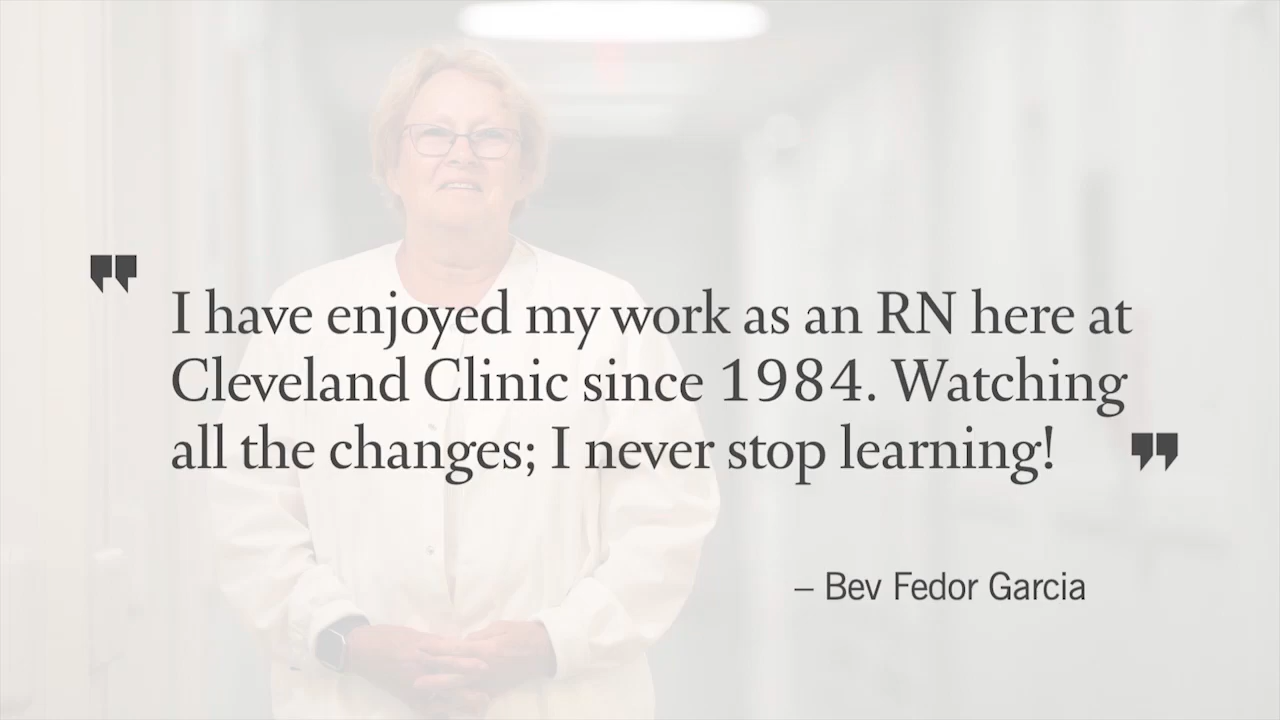 " I have enjoyed my work as an RN here at
Cleveland Clinic since 1984. Watching
all the changes; I never stop learning! "
– Bev Fedor Garcia